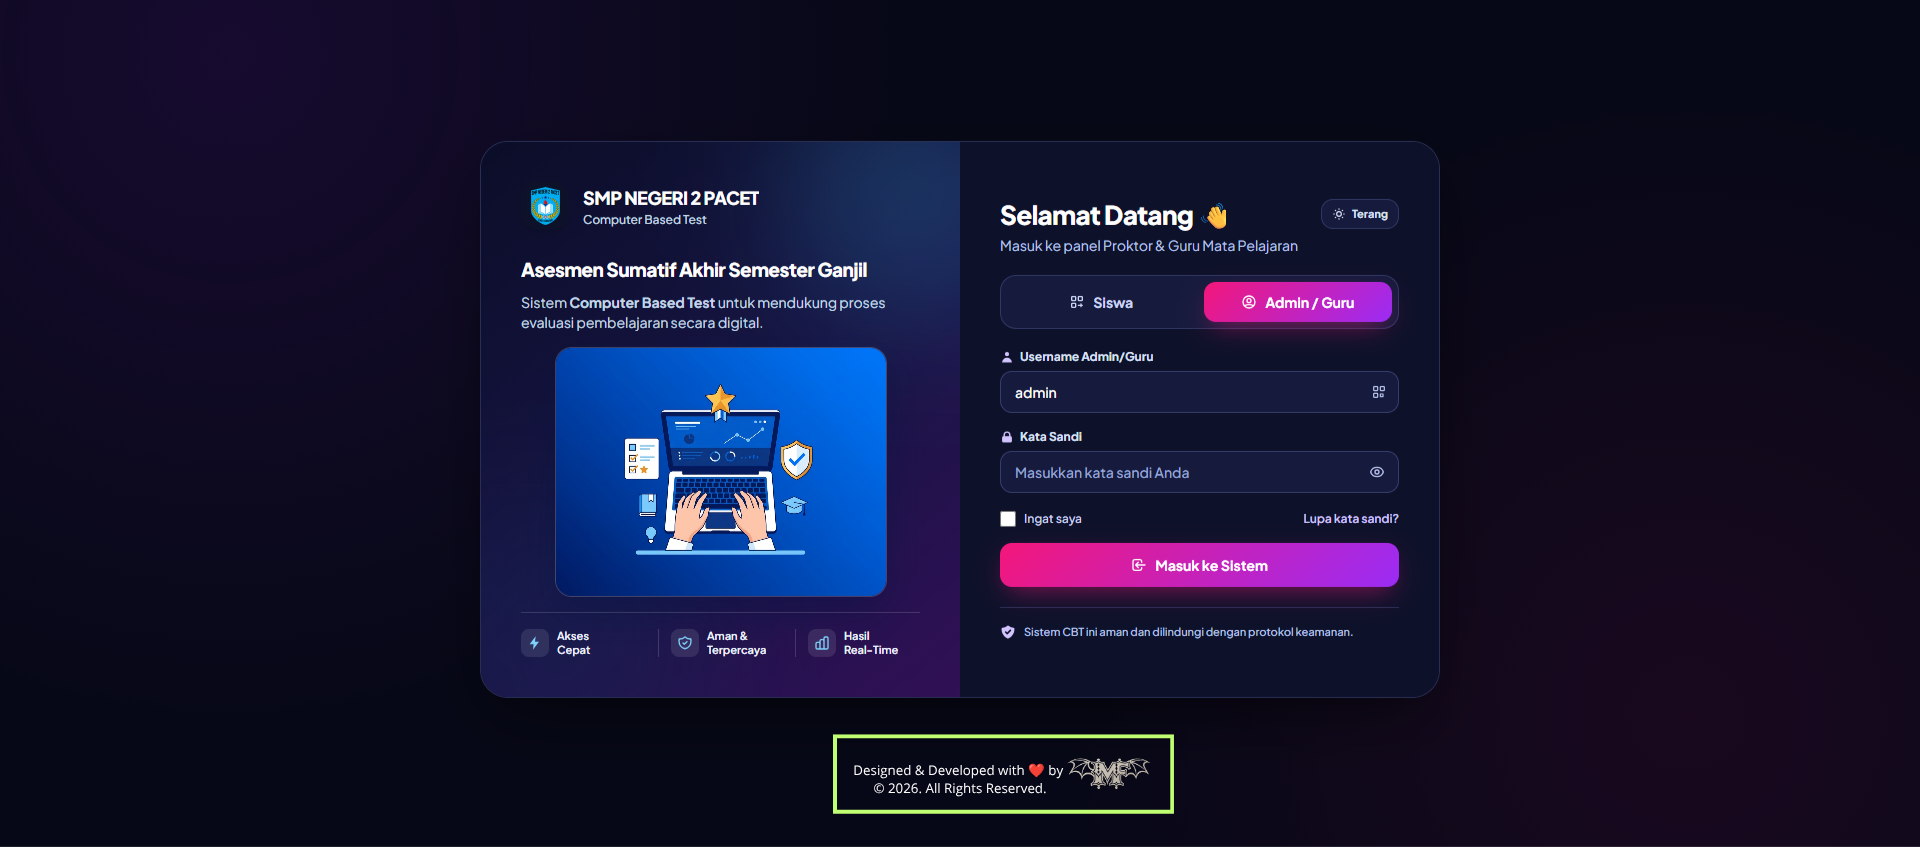 SMP NEGERI 2 PACET
Computer Based Test
Asesmen Sumatif Akhir Semester Ganjil
Sistem Computer Based Test untuk mendukung proses
evaluasi pembelajaran secara digital.
Akses
Cepat
Aman &
Terpercaya
Hasil
Real-Time
Selamat Datang 👋
Terang
Masuk ke panel Proktor & Guru Mata Pelajaran
Siswa
Admin / Guru
Username Admin/Guru
admin
Kata Sandi
Masukkan kata sandi Anda
Ingat saya
Lupa kata sandi?
Masuk ke Sistem
Sistem CBT ini aman dan dilindungi dengan protokol keamanan.
Designed & Developed with ❤️ by
© 2026. All Rights Reserved.